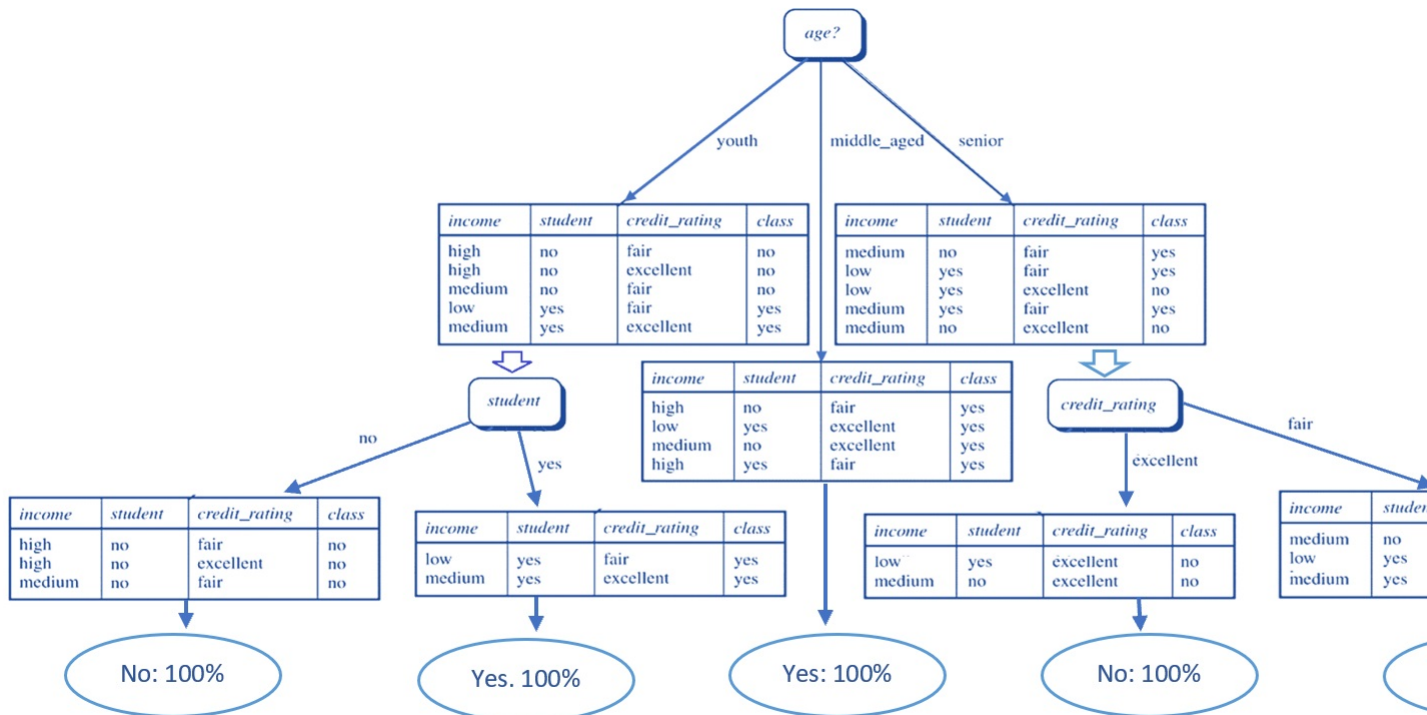 age?
youth
middle_aged
senior
income student credit_rating class
high no fair no
high no excellent no
medium no fair no
low yes fair yes
medium yes excellent yes
income student credit_rating class
medium no fair yes
low yes fair yes
low yes excellent no
medium yes fair yes
medium no excellent no
income student credit_rating class
high no fair yes
low yes excellent yes
medium no excellent yes
high yes fair yes
student
credit_rating
no
yes
excellent
fair
income student credit_rating class
high no fair no
high no excellent no
medium no fair no
income student credit_rating class
low yes fair yes
medium yes excellent yes
income student credit_rating class
low yes excellent no
medium no excellent no
income
medium no
low yes
medium yes
No: 100%
Yes. 100%
Yes: 100%
No: 100%